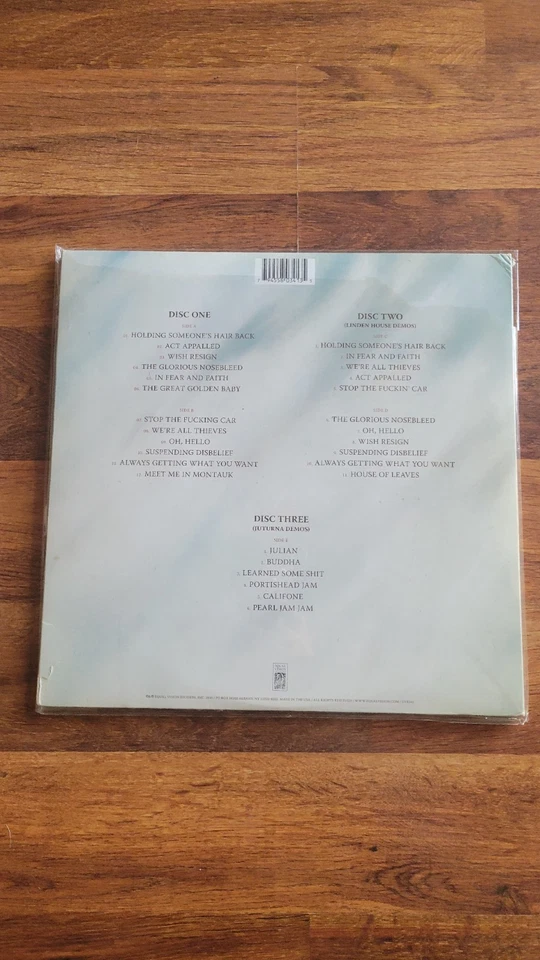 DISC ONE
SIDE A
HOLDING SOMEONE'S HAIR BACK
ACT APPALLED
WISH RESIGN
THE GLORIOUS NOSEBLEED
IN FEAR AND FAITH
THE GREAT GOLDEN BABY
SIDE B
STOP THE FUCKING CAR
WE'RE ALL THIEVES
OH, HELLO
SUSPENDING DISBELIEF
ALWAYS GETTING WHAT YOU WANT
MEET ME IN MONTAUK
DISC TWO
(LINDEN HOUSE DEMOS)
SIDE C
HOLDING SOMEONE'S HAIR BACK
IN FEAR AND FAITH
WE'RE ALL THIEVES
ACT APPALLED
STOP THE FUCKIN' CAR
SIDE D
THE GLORIOUS NOSEBLEED
OH, HELLO
WISH RESIGN
SUSPENDING DISBELIEF
ALWAYS GETTING WHAT YOU WANT
HOUSE OF LEAVES
DISC THREE
(JUTURNA DEMOS)
SIDE E
JULIAN
BUDDHA
LEARNED SOME SHIT
PORTISHEAD JAM
CALIFONE
PEARL JAM JAM